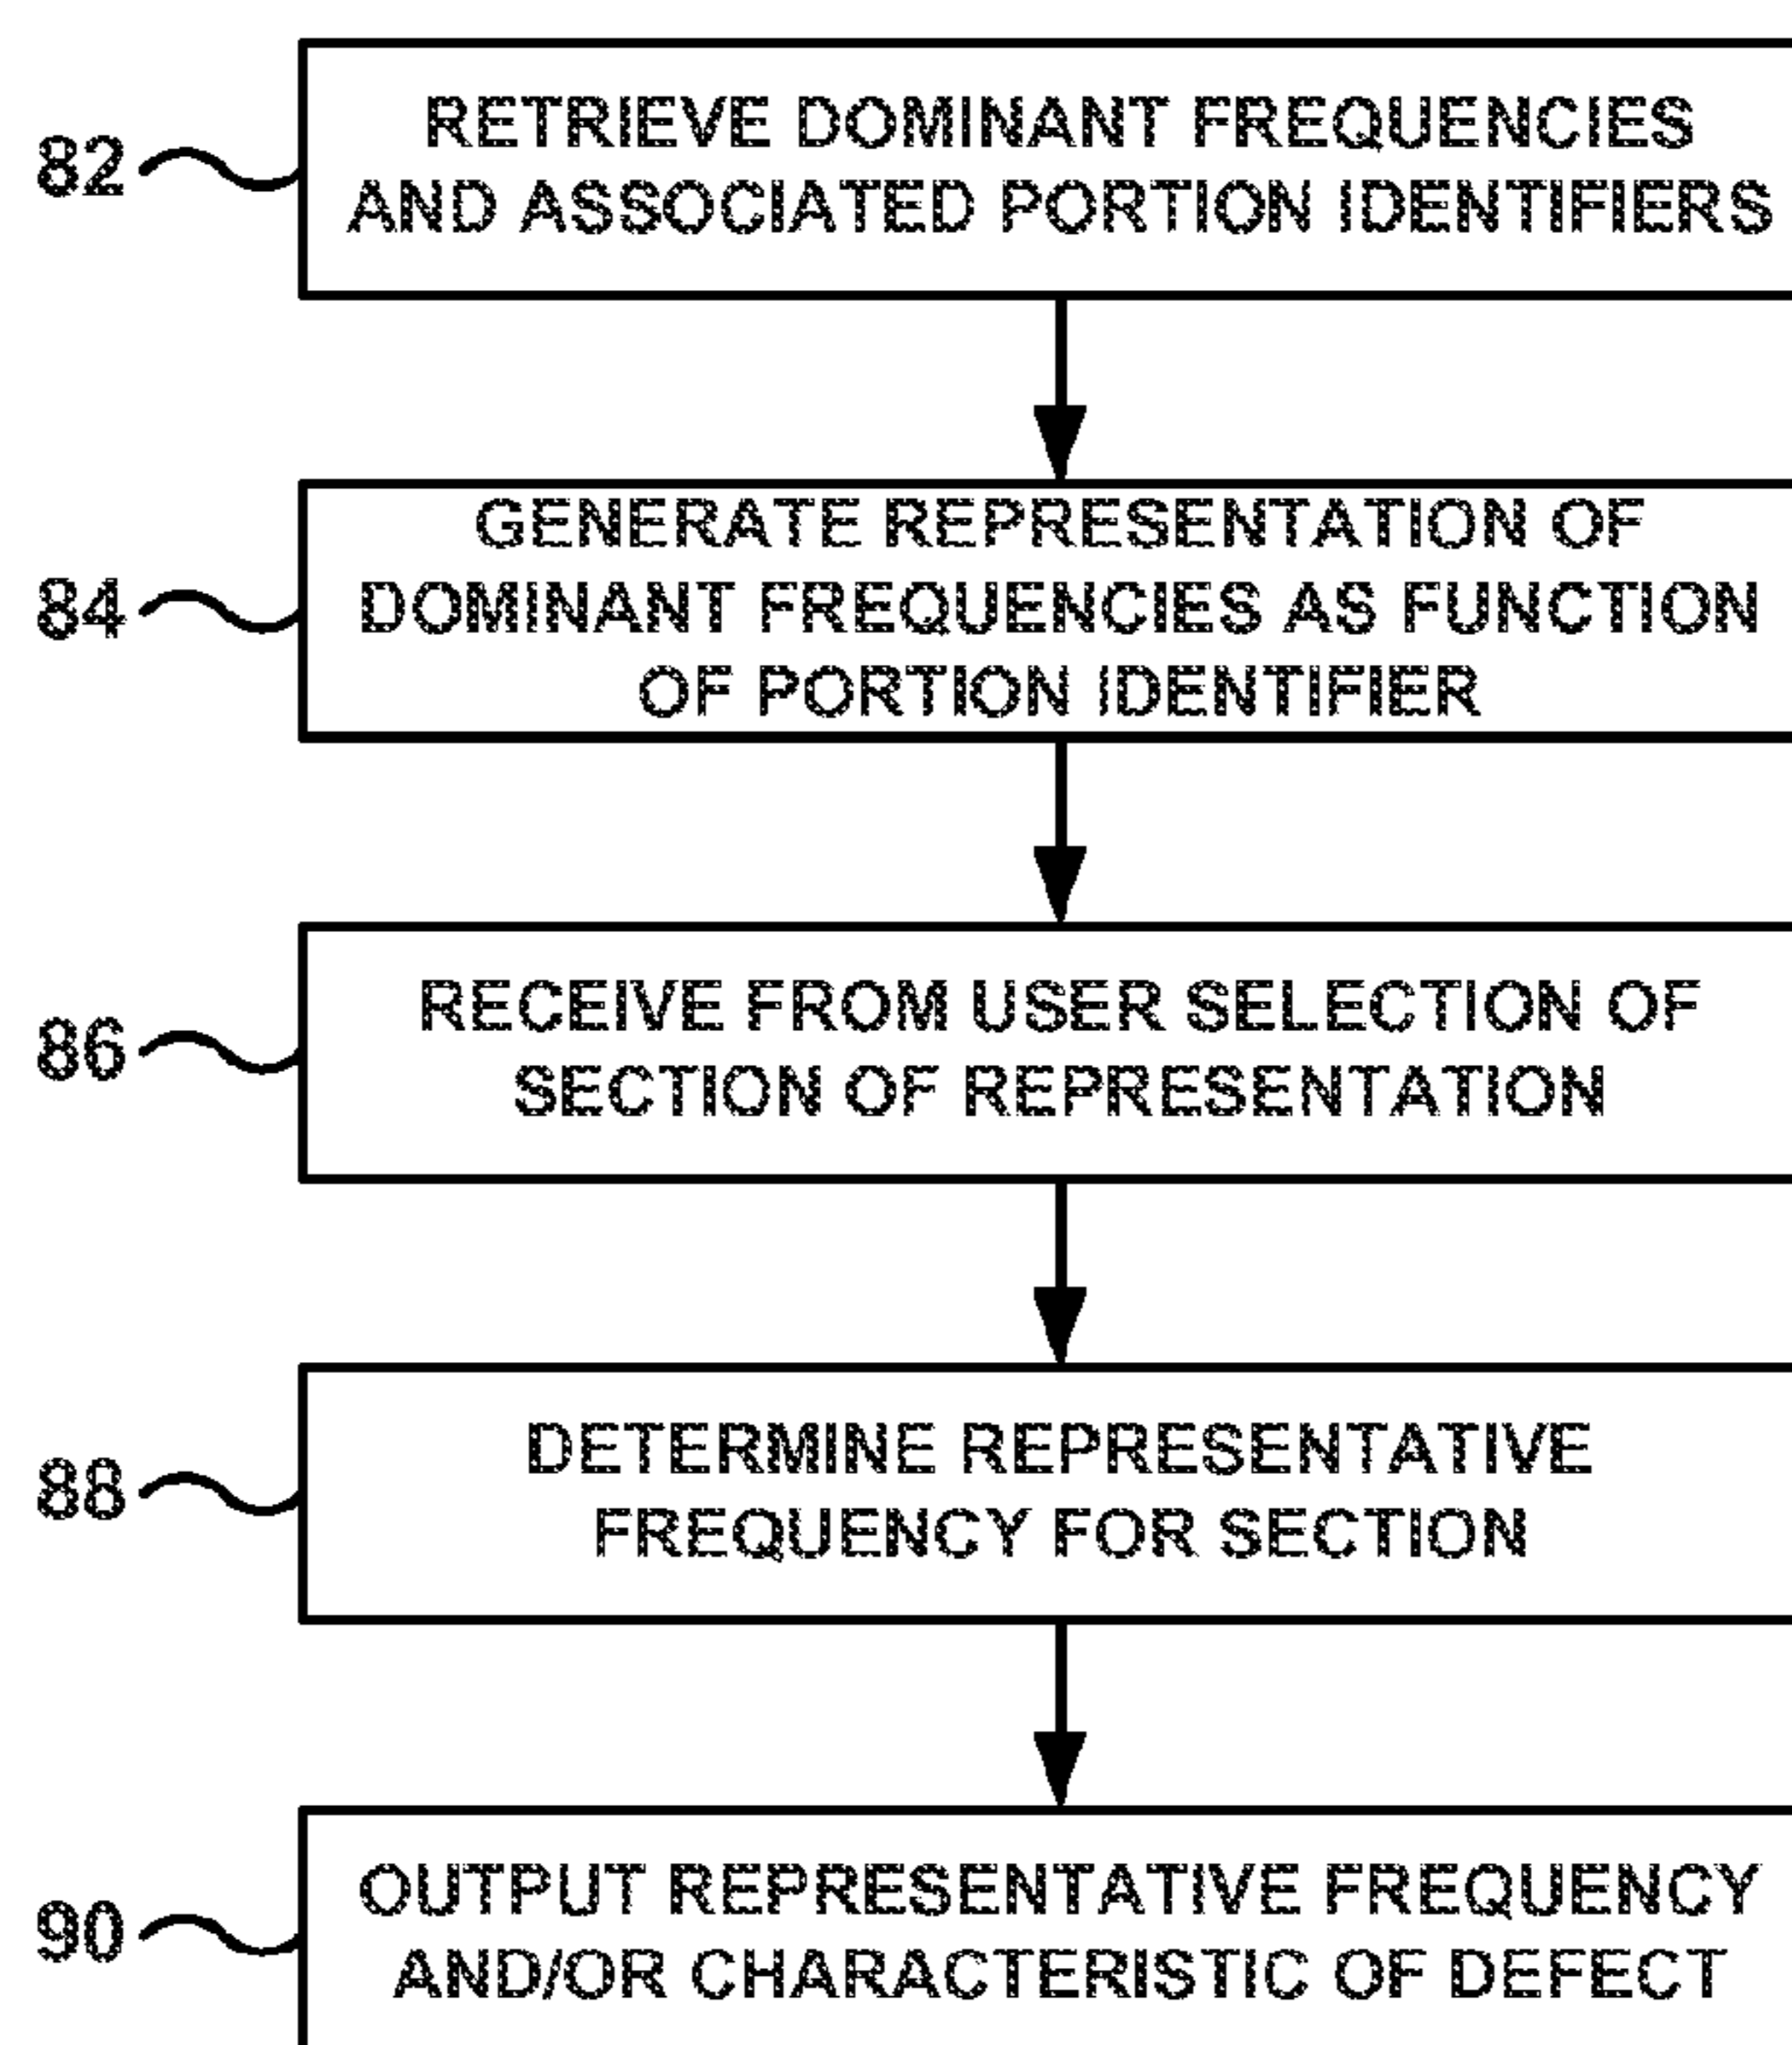 82
RETRIEVE DOMINANT FREQUENCIES
AND ASSOCIATED PORTION IDENTIFIERS
84
GENERATE REPRESENTATION OF
DOMINANT FREQUENCIES AS FUNCTION
OF PORTION IDENTIFIER
86
RECEIVE FROM USER SELECTION OF
SECTION OF REPRESENTATION
88
DETERMINE REPRESENTATIVE
FREQUENCY FOR SECTION
90
OUTPUT REPRESENTATIVE FREQUENCY
AND/OR CHARACTERISTIC OF DEFECT